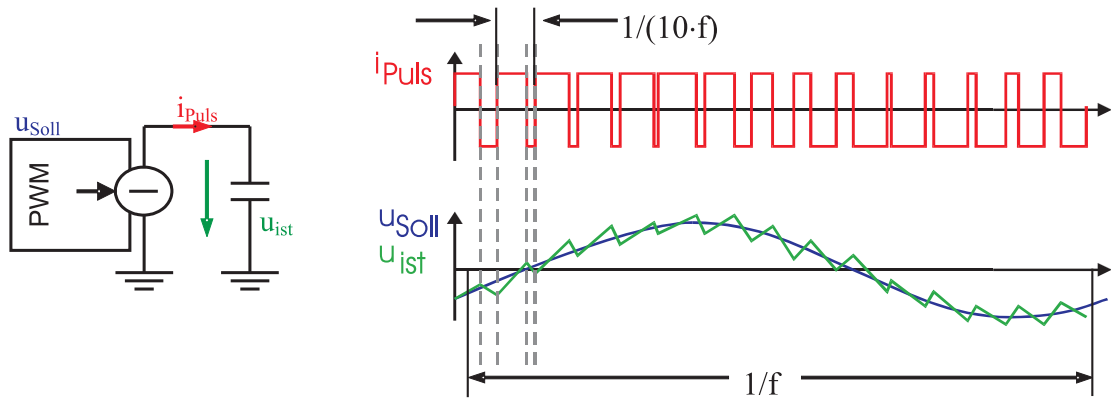 u_Soll
PWM
i_Puls
u_ist
1/(10·f)
i_Puls
u_Soll
u_ist
1/f